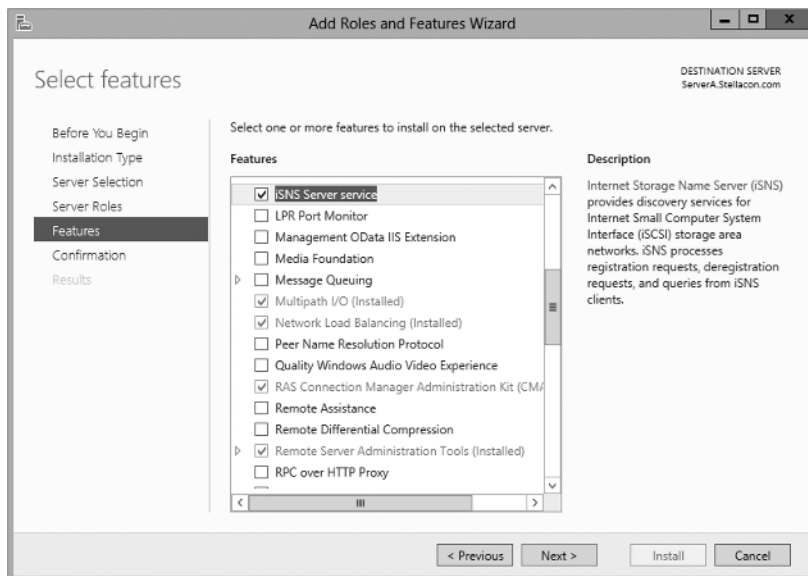 Add Roles and Features Wizard
Select features
DESTINATION SERVER
ServerA.Stellacon.com
Before You Begin
Installation Type
Server Selection
Server Roles
Features
Confirmation
Results
Select one or more features to install on the selected server.
Features
iSNS Server service
LPR Port Monitor
Management OData IIS Extension
Media Foundation
Message Queuing
Multipath I/O (Installed)
Network Load Balancing (Installed)
Peer Name Resolution Protocol
Quality Windows Audio Video Experience
RAS Connection Manager Administration Kit (CMA
Remote Assistance
Remote Differential Compression
Remote Server Administration Tools (Installed)
RPC over HTTP Proxy
Description
Internet Storage Name Server (iSNS)
provides discovery services for
Internet Small Computer System
Interface (iSCSI) storage area
networks. iSNS processes
registration requests, deregistration
requests, and queries from iSNS
clients.
< Previous
Next >
Install
Cancel